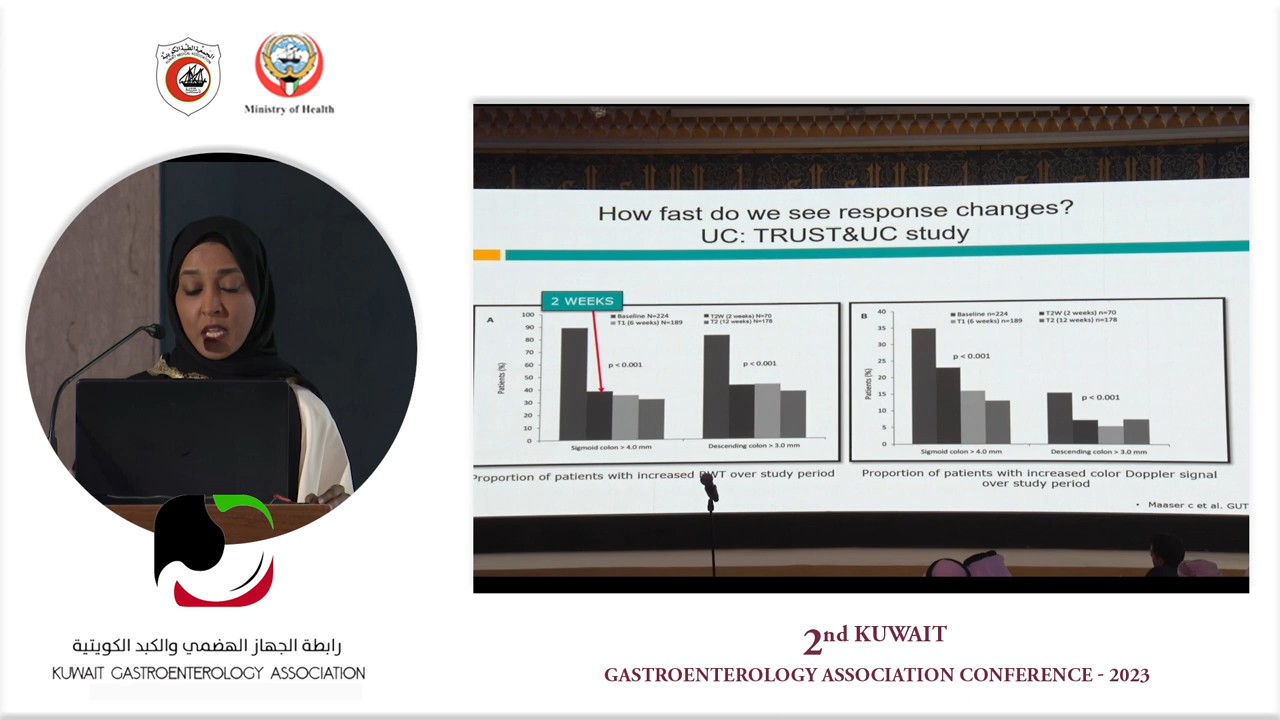 Ministry of Health
How fast do we see response changes?
UC: TRUST&UC study
2 WEEKS
A
Baseline N=224
T2W (2 weeks) N=70
T1 (6 weeks) N=189
T2 (12 weeks) N=178
Patients (%)
100
90
80
70
60
50
40
30
20
10
0
p < 0.001
p < 0.001
Sigmoid colon > 4.0 mm
Descending colon > 3.0 mm
Proportion of patients with increased BWT over study period
B
Baseline n=224
T2W (2 weeks) n=70
T1 (6 weeks) n=189
T2 (12 weeks) n=178
Patients (%)
40
35
30
25
20
15
10
5
0
p < 0.001
p < 0.001
Sigmoid colon > 4.0 mm
Descending colon > 3.0 mm
Proportion of patients with increased color Doppler signal
over study period
• Maaser c et al. GUT
رابطة الجهاز الهضمي والكبد الكويتية
KUWAIT GASTROENTEROLOGY ASSOCIATION
2nd KUWAIT
GASTROENTEROLOGY ASSOCIATION CONFERENCE - 2023